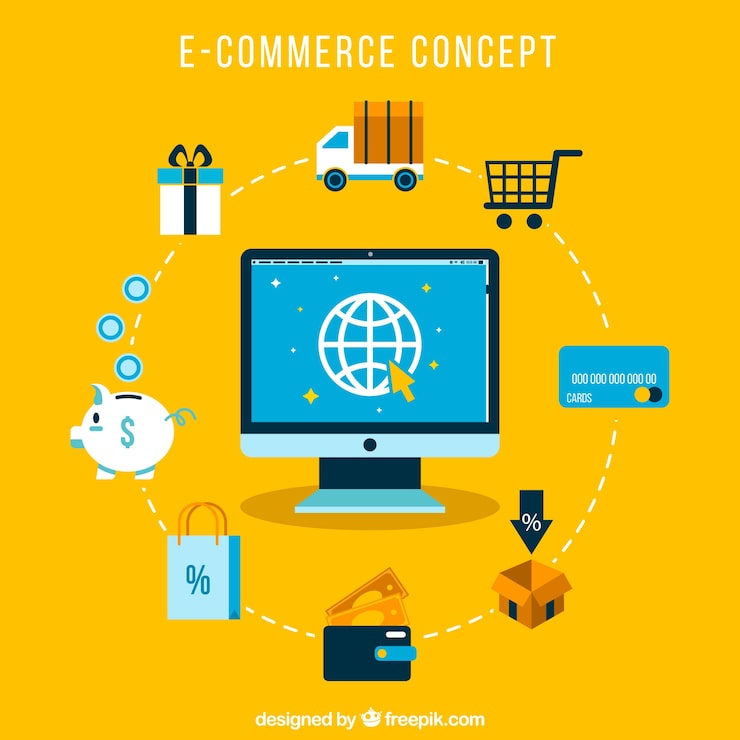 E-COMMERCE CONCEPT
000 000 000 000 00
CARDS
$
%
%
designed by freepik.com